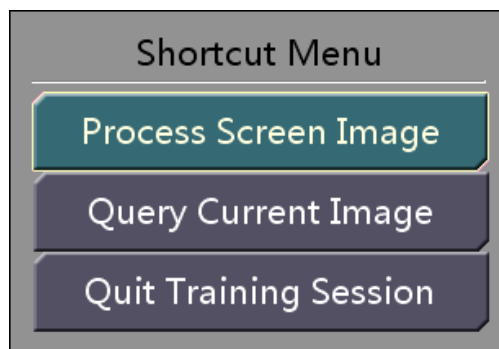 Shortcut Menu
Process Screen Image
Query Current Image
Quit Training Session